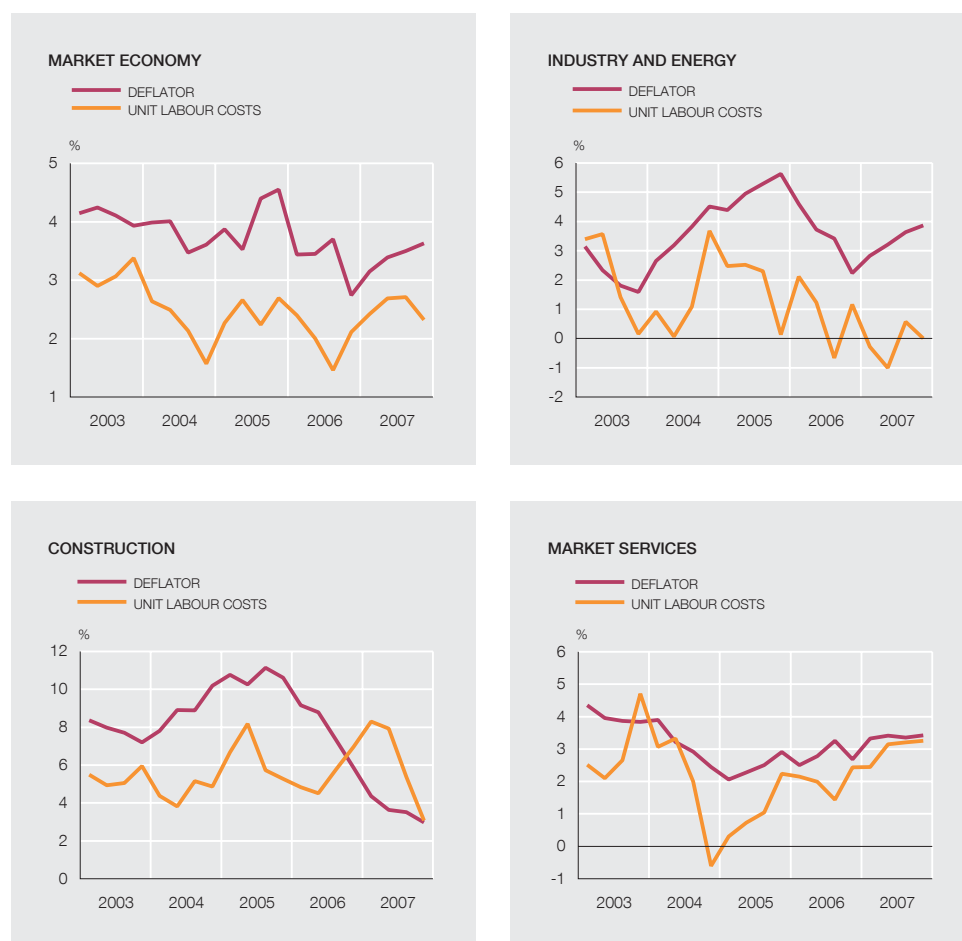 MARKET ECONOMY
DEFLATOR
UNIT LABOUR COSTS
%
5
4
3
2
1
2003 2004 2005 2006 2007
INDUSTRY AND ENERGY
DEFLATOR
UNIT LABOUR COSTS
%
6
5
4
3
2
1
0
-1
-2
2003 2004 2005 2006 2007
CONSTRUCTION
DEFLATOR
UNIT LABOUR COSTS
%
12
10
8
6
4
2
0
2003 2004 2005 2006 2007
MARKET SERVICES
DEFLATOR
UNIT LABOUR COSTS
%
6
5
4
3
2
1
0
-1
2003 2004 2005 2006 2007